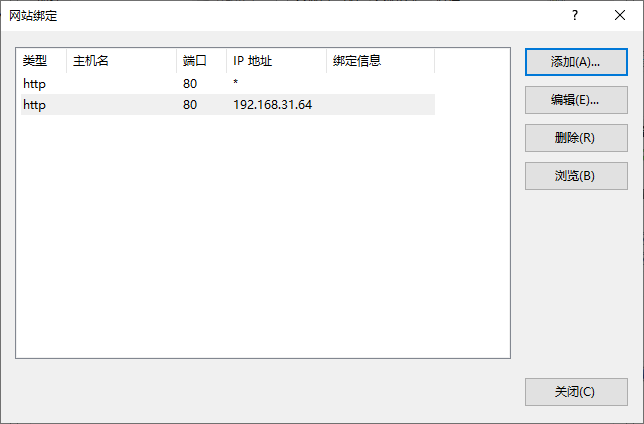 网站绑定
类型 主机名 端口 IP 地址 绑定信息
http 80 *
http 80 192.168.31.64
添加(A)...
编辑(E)...
删除(R)
浏览(B)
关闭(C)